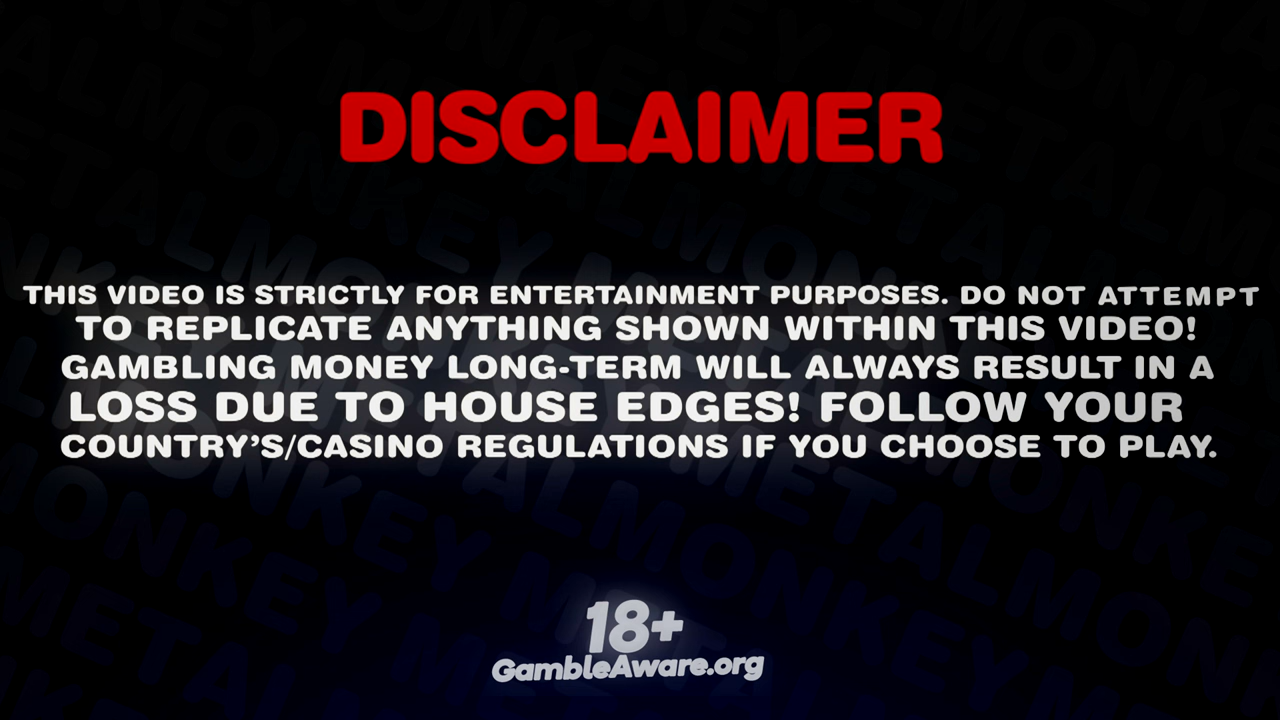 DISCLAIMER
THIS VIDEO IS STRICTLY FOR ENTERTAINMENT PURPOSES. DO NOT ATTEMPT
TO REPLICATE ANYTHING SHOWN WITHIN THIS VIDEO!
GAMBLING MONEY LONG-TERM WILL ALWAYS RESULT IN A
LOSS DUE TO HOUSE EDGES! FOLLOW YOUR
COUNTRY'S/CASINO REGULATIONS IF YOU CHOOSE TO PLAY.
18+
GambleAware.org